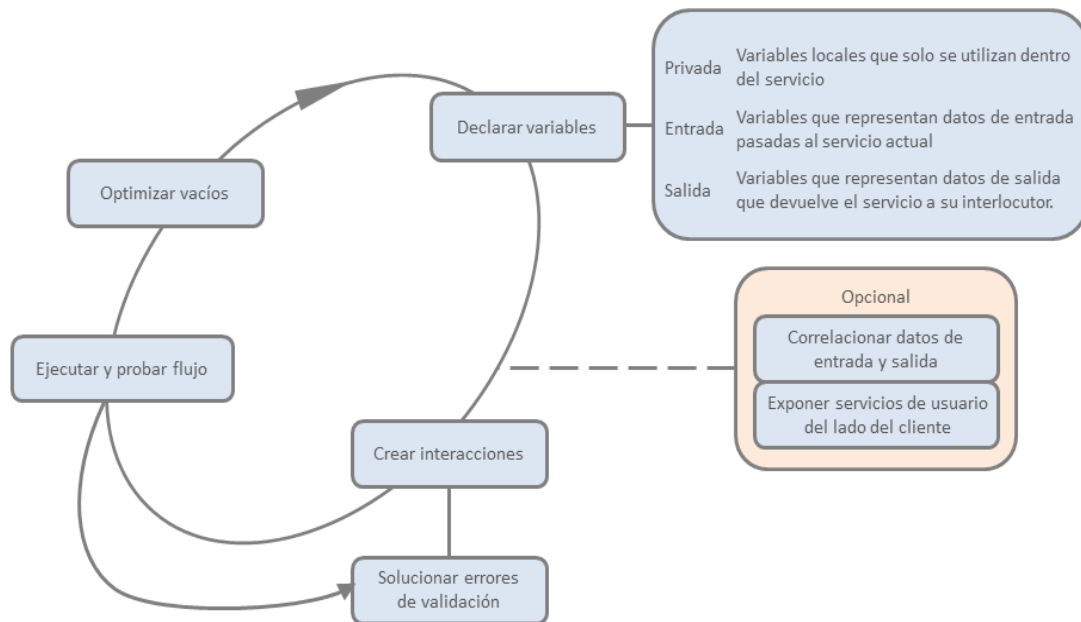 Declarar variables
Privada
Variables locales que solo se utilizan dentro
del servicio
Entrada
Variables que representan datos de entrada
pasadas al servicio actual
Salida
Variables que representan datos de salida
que devuelve el servicio a su interlocutor.
Optimizar vacíos
Opcional
Correlacionar datos de
entrada y salida
Exponer servicios de usuario
del lado del cliente
Ejecutar y probar flujo
Crear interacciones
Solucionar errores
de validación